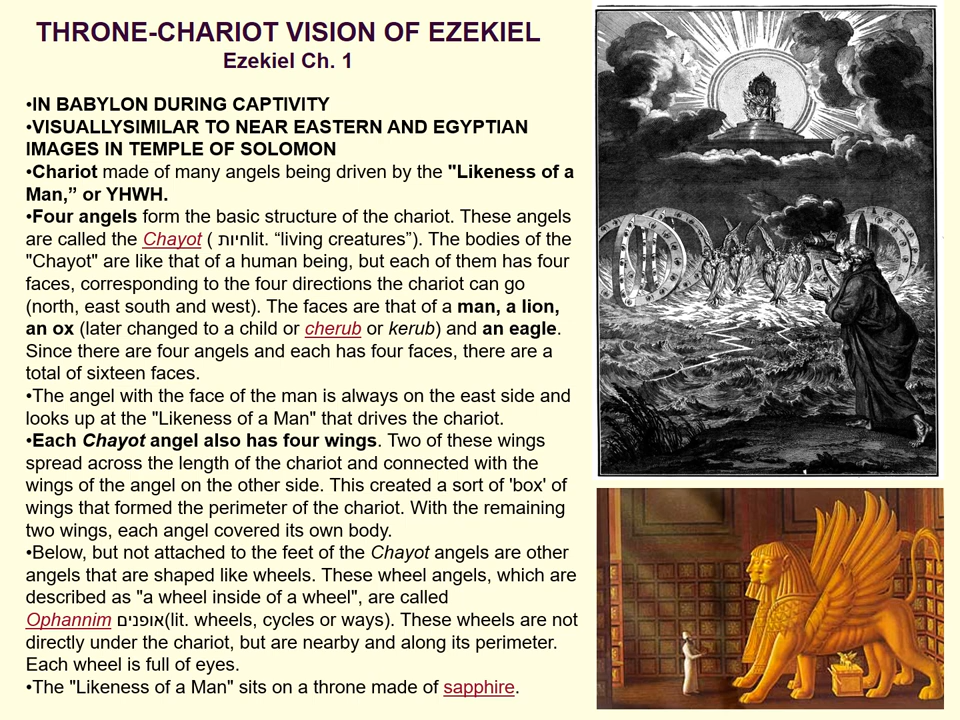 THRONE-CHARIOT VISION OF EZEKIEL
Ezekiel Ch. 1
•IN BABYLON DURING CAPTIVITY
•VISUALLYSIMILAR TO NEAR EASTERN AND EGYPTIAN
IMAGES IN TEMPLE OF SOLOMON
•Chariot made of many angels being driven by the "Likeness of a
Man,” or YHWH.
•Four angels form the basic structure of the chariot. These angels
are called the Chayot ( חיותlit. “living creatures”). The bodies of the
"Chayot" are like that of a human being, but each of them has four
faces, corresponding to the four directions the chariot can go
(north, east south and west). The faces are that of a man, a lion,
an ox (later changed to a child or cherub or kerub) and an eagle.
Since there are four angels and each has four faces, there are a
total of sixteen faces.
•The angel with the face of the man is always on the east side and
looks up at the "Likeness of a Man" that drives the chariot.
•Each Chayot angel also has four wings. Two of these wings
spread across the length of the chariot and connected with the
wings of the angel on the other side. This created a sort of 'box' of
wings that formed the perimeter of the chariot. With the remaining
two wings, each angel covered its own body.
•Below, but not attached to the feet of the Chayot angels are other
angels that are shaped like wheels. These wheel angels, which are
described as "a wheel inside of a wheel", are called
Ophannim אופנים(lit. wheels, cycles or ways). These wheels are not
directly under the chariot, but are nearby and along its perimeter.
Each wheel is full of eyes.
•The "Likeness of a Man" sits on a throne made of sapphire.